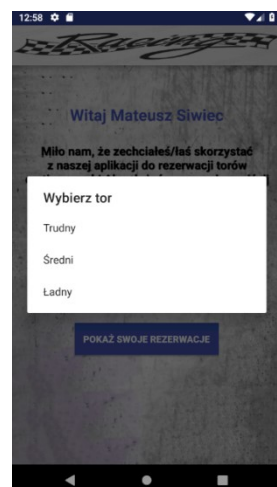 12:58
Racing
Witaj Mateusz Siwiec
Miło nam, że zechciałeś/łaś skorzystać
z naszej aplikacji do rezerwacji torów
Wybierz tor
Trudny
Średni
Ładny
POKAŻ SWOJE REZERWACJE